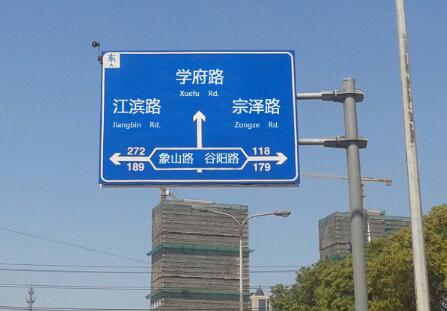 东
学府路
Xuefu Rd.
江滨路 宗泽路
Jiangbin Rd. Zongze Rd.
272 118
象山路 谷阳路
189 179